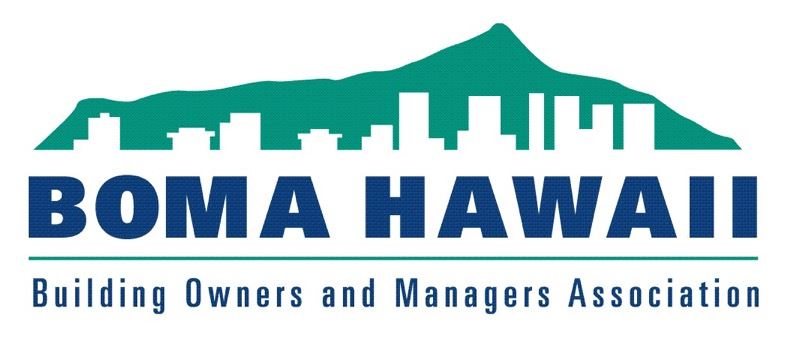 BOMA HAWAII
Building Owners and Managers Association